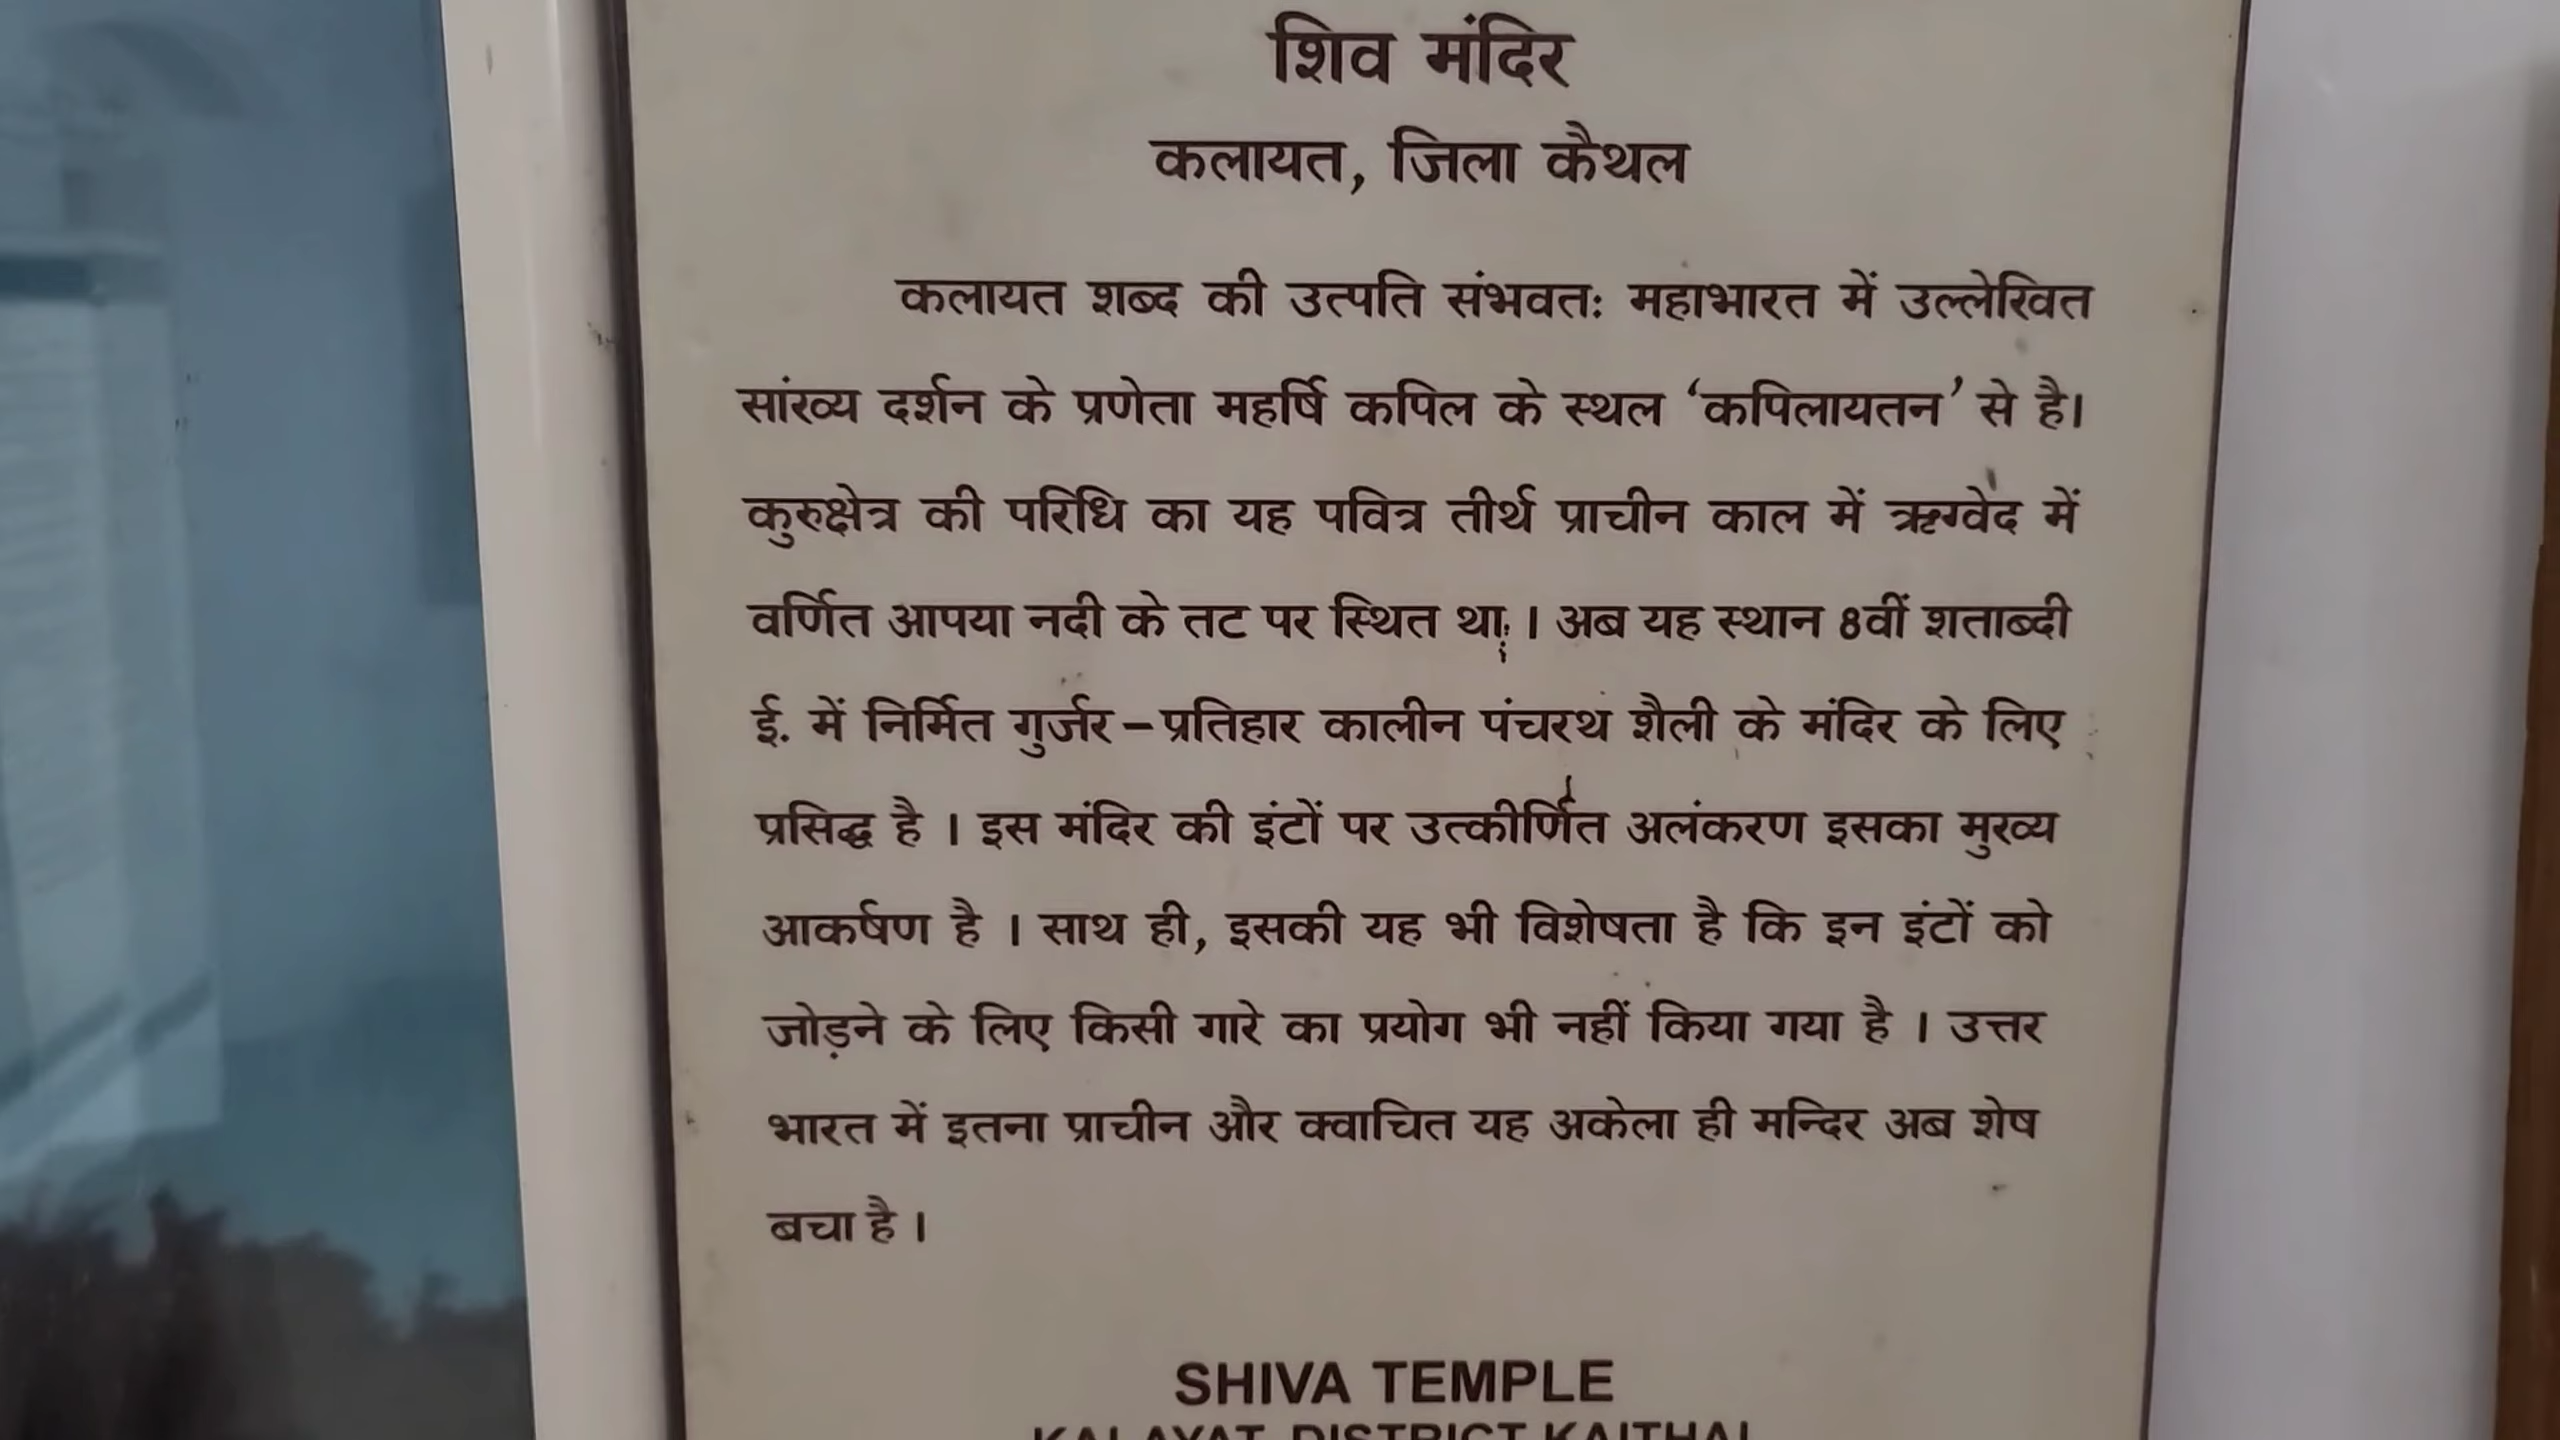 शिव मंदिर
कलायत, जिला कैथल
कलायत शब्द की उत्पति संभवतः महाभारत में उल्लेखित
सांख्य दर्शन के प्रणेता महर्षि कपिल के स्थल ‘कपिलायतन’ से है।
कुरुक्षेत्र की परिधि का यह पवित्र तीर्थ प्राचीन काल में ऋग्वेद में
वर्णित आपया नदी के तट पर स्थित था । अब यह स्थान 8वीं शताब्दी
ई. में निर्मित गुर्जर–प्रतिहार कालीन पंचरथ शैली के मंदिर के लिए
प्रसिद्ध है । इस मंदिर की इंटों पर उत्कीर्णित अलंकरण इसका मुख्य
आकर्षण है । साथ ही, इसकी यह भी विशेषता है कि इन इंटों को
जोड़ने के लिए किसी गारे का प्रयोग भी नहीं किया गया है । उत्तर
भारत में इतना प्राचीन और क्वाचित यह अकेला ही मन्दिर अब शेष
बचा है ।
SHIVA TEMPLE
KALAYAT, DISTRICT KAITHAL